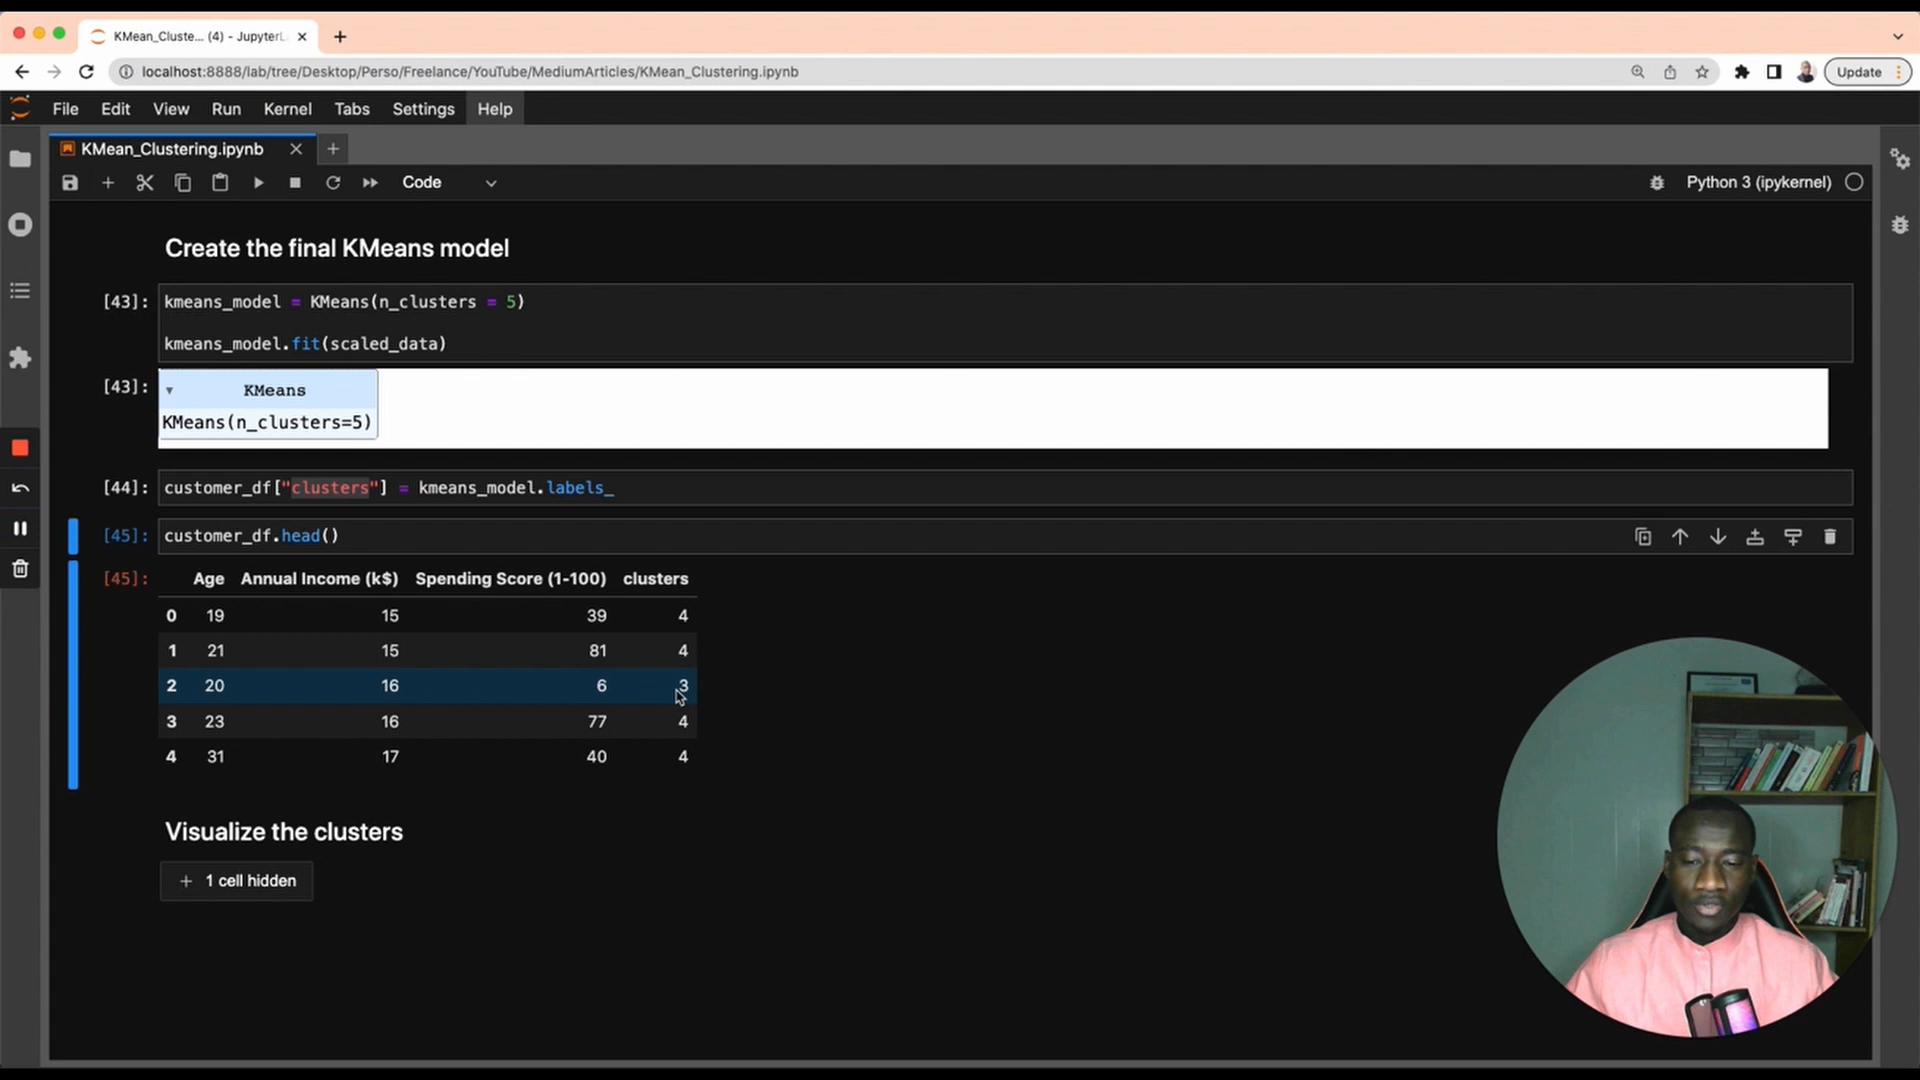 KMean_Cluste... (4) - JupyterL
localhost:8888/lab/tree/Desktop/Perso/Freelance/YouTube/MediumArticles/KMean_Clustering.ipynb
Update
File Edit View Run Kernel Tabs Settings Help
KMean_Clustering.ipynb
Code
Python 3 (ipykernel)
Create the final KMeans model
[43]: kmeans_model = KMeans(n_clusters = 5)
kmeans_model.fit(scaled_data)
[43]: KMeans
KMeans(n_clusters=5)
[44]: customer_df["clusters"] = kmeans_model.labels_
[45]: customer_df.head()
[45]: Age Annual Income (k$) Spending Score (1-100) clusters
0 19 15 39 4
1 21 15 81 4
2 20 16 6 3
3 23 16 77 4
4 31 17 40 4
Visualize the clusters
1 cell hidden